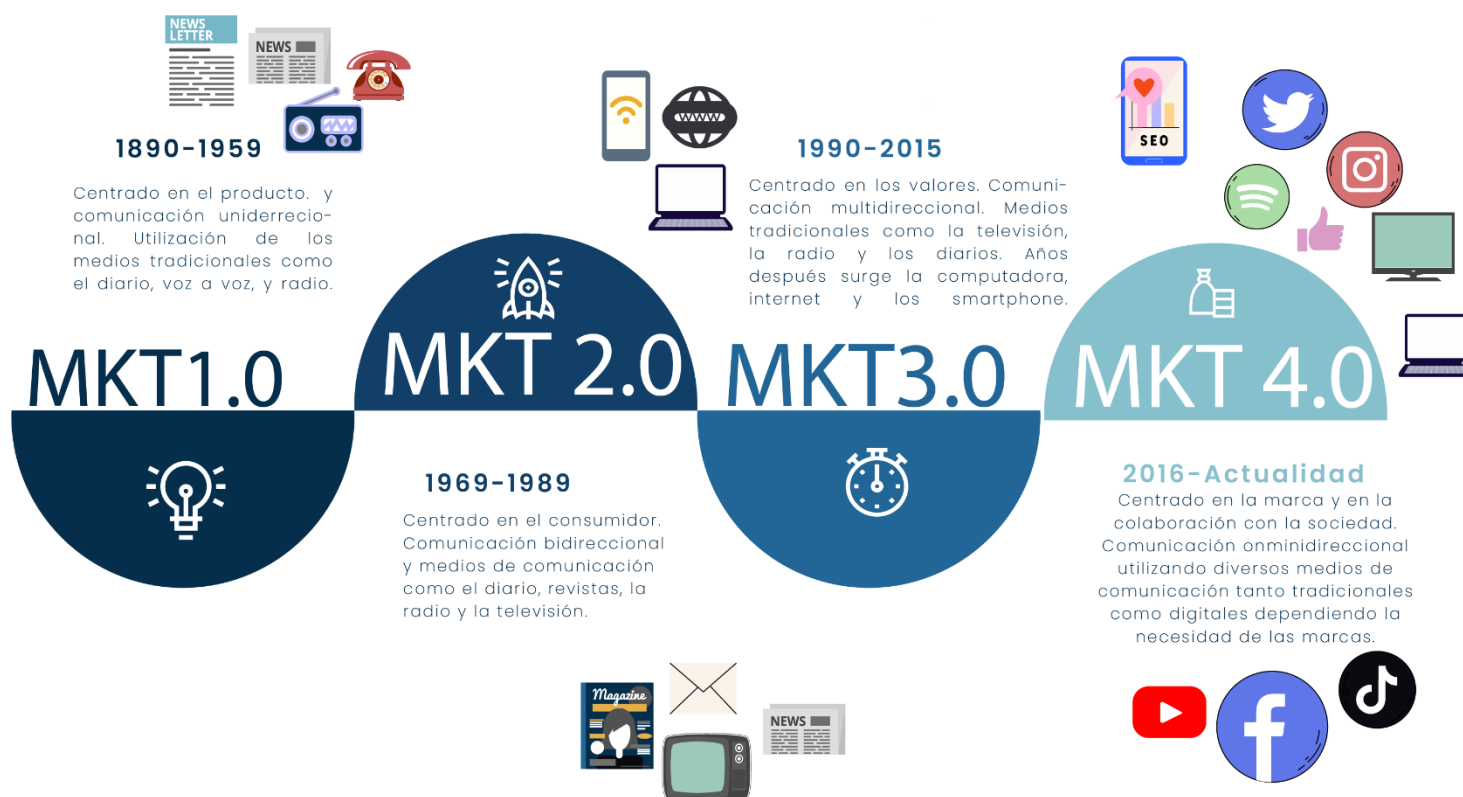 NEWS
LETTER
NEWS
1890-1959
Centrado en el producto. y
comunicación uniderrecio-
nal. Utilización de los
medios tradicionales como
el diario, voz a voz, y radio.
MKT1.0
MKT 2.0
1969-1989
Centrado en el consumidor.
Comunicación bidireccional
y medios de comunicación
como el diario, revistas, la
radio y la televisión.
Magazine
NEWS
WWWW
1990-2015
Centrado en los valores. Comuni-
cación multidireccional. Medios
tradicionales como la televisión,
la radio y los diarios. Años
después surge la computadora,
internet y los smartphone.
MKT3.0
SEO
MKT 4.0
2016-Actualidad
Centrado en la marca y en la
colaboración con la sociedad.
Comunicación onminidireccional
utilizando diversos medios de
comunicación tanto tradicionales
como digitales dependiendo la
necesidad de las marcas.